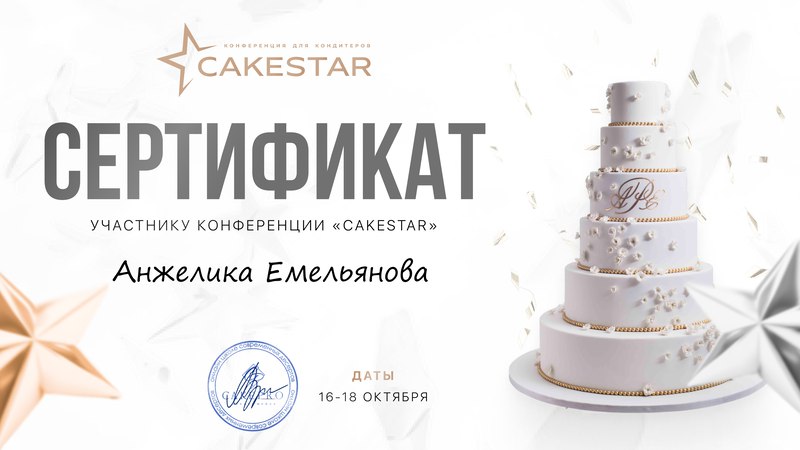 КОНФЕРЕНЦИЯ ДЛЯ КОНДИТЕРОВ
CAKESTAR
СЕРТИФИКАТ
УЧАСТНИКУ КОНФЕРЕНЦИИ «CAKESTAR»
Анжелика Емельянова
ДАТЫ
16-18 ОКТЯБРЯ